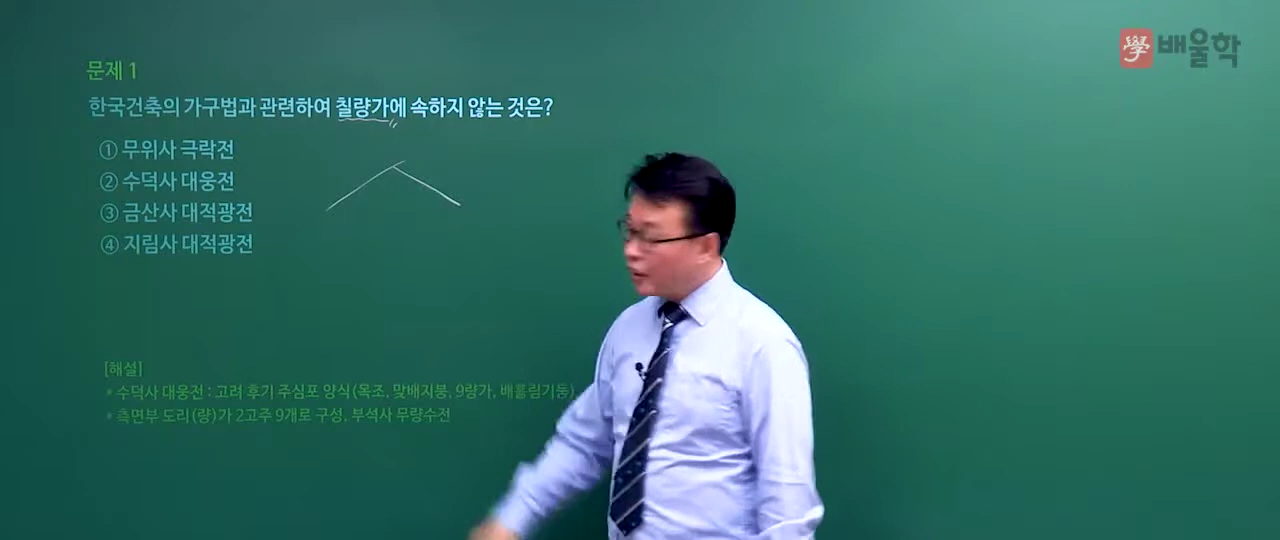 學 배울학
문제 1
한국건축의 가구법과 관련하여 칠량가에 속하지 않는 것은?
① 무위사 극락전
② 수덕사 대웅전
③ 금산사 대적광전
④ 지림사 대적광전
[해설]
* 수덕사 대웅전 : 고려 후기 주심포 양식(목조, 맞배지붕, 9량가, 배흘림기둥),
* 측면부 도리(량)가 2고주 9개로 구성, 부석사 무량수전